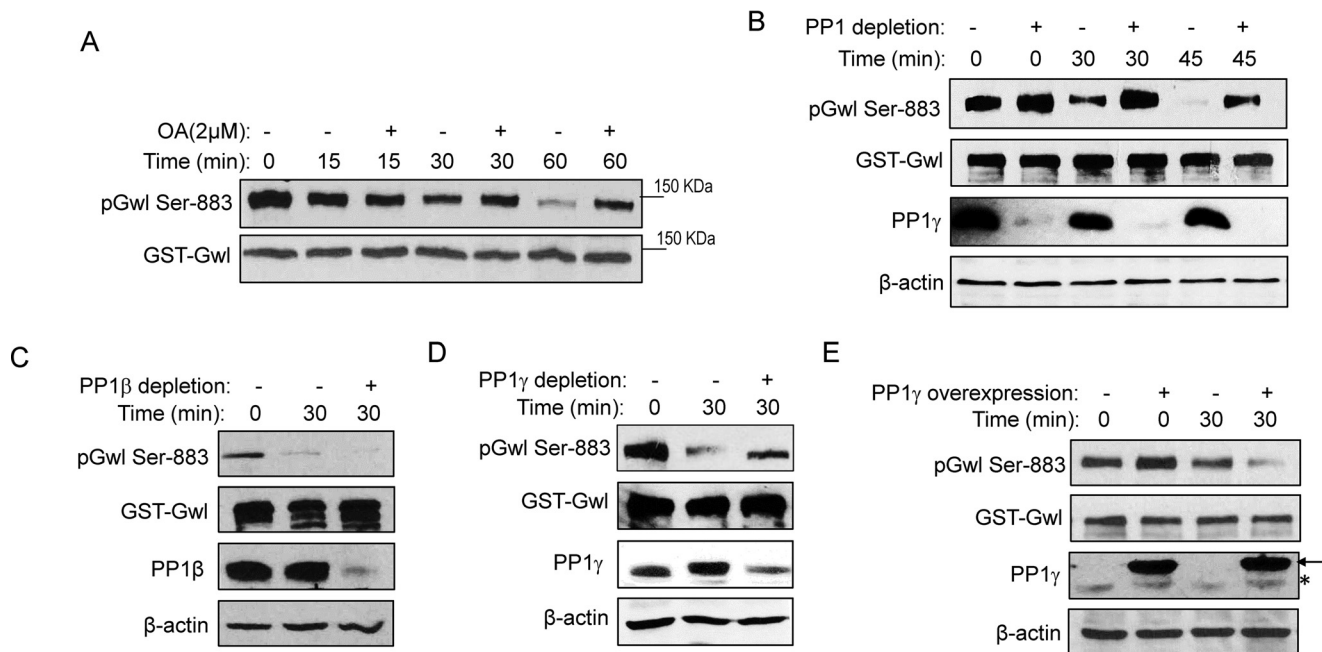 A
OA(2µM): - - + - + - +
Time (min): 0 15 15 30 30 60 60
pGwl Ser-883
150 KDa
GST-Gwl
150 KDa
B
PP1 depletion: - + - + - +
Time (min): 0 0 30 30 45 45
pGwl Ser-883
GST-Gwl
PP1γ
β-actin
C
PP1β depletion: - - +
Time (min): 0 30 30
pGwl Ser-883
GST-Gwl
PP1β
β-actin
D
PP1γ depletion: - - +
Time (min): 0 30 30
pGwl Ser-883
GST-Gwl
PP1γ
β-actin
E
PP1γ overexpression: - + - +
Time (min): 0 0 30 30
pGwl Ser-883
GST-Gwl
PP1γ
*
β-actin